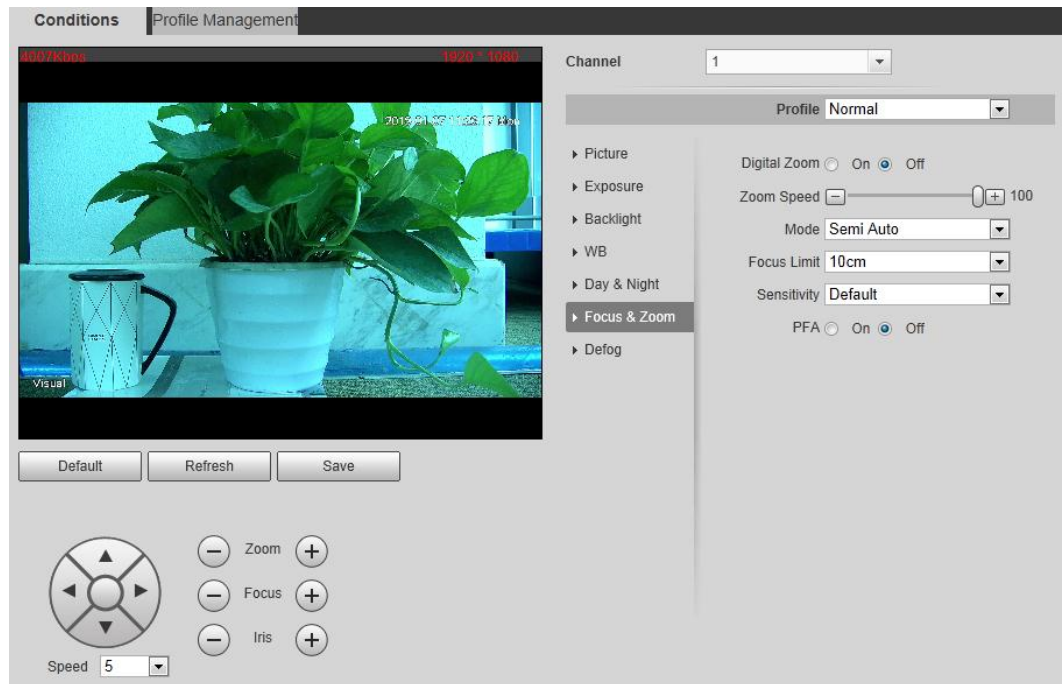 Conditions
Profile Management
4007Kbps
1920 * 1080
Visual
Default
Refresh
Save
Zoom
Focus
Iris
Speed 5
Channel 1
Profile Normal
Picture
Exposure
Backlight
WB
Day & Night
Focus & Zoom
Defog
Digital Zoom On Off
Zoom Speed 100
Mode Semi Auto
Focus Limit 10cm
Sensitivity Default
PFA On Off